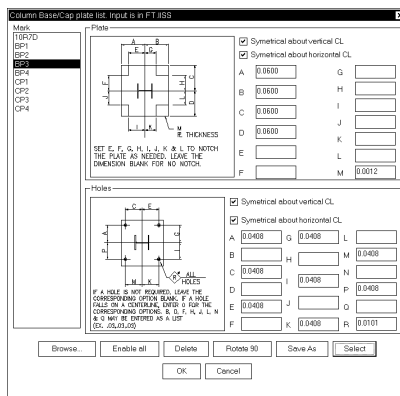 Column Base/Cap plate list. Input is in FT.IISS
Mark
10R7D
BP1
BP2
BP3
BP4
CP1
CP2
CP3
CP4
Plate
A B
E G
J F
C
H L
D
I K
M
PL THICKNESS
SET E, F, G, H, I, J, K & L TO NOTCH
THE PLATE AS NEEDED. LEAVE THE
DIMENSION BLANK FOR NO NOTCH.
Symetrical about vertical CL
Symetrical about horizontal CL
A 0.0600 G
B 0.0600 H
C 0.0600 I
D 0.0600 J
E K
L
F M 0.0012
Holes
C E
A
P
I
G
M K
R ALL
HOLES
IF A HOLE IS NOT REQUIRED, LEAVE THE
CORRESPONDING OPTION BLANK. IF A HOLE
FALLS ON A CENTERLINE, ENTER 0 FOR THE
CORRESPONDING OPTIONS. B, D, F, H, J, L, N
& Q MAY BE ENTERED AS A LIST
(EX. .03,.03,.03)
Symetrical about vertical CL
Symetrical about horizontal CL
A 0.0408 G 0.0408 L
B H M 0.0408
C 0.0408 I 0.0408 N
D P 0.0408
E 0.0408 J Q
F K 0.0408 R 0.0101
Browse... Enable all Delete Rotate 90 Save As Select
OK Cancel